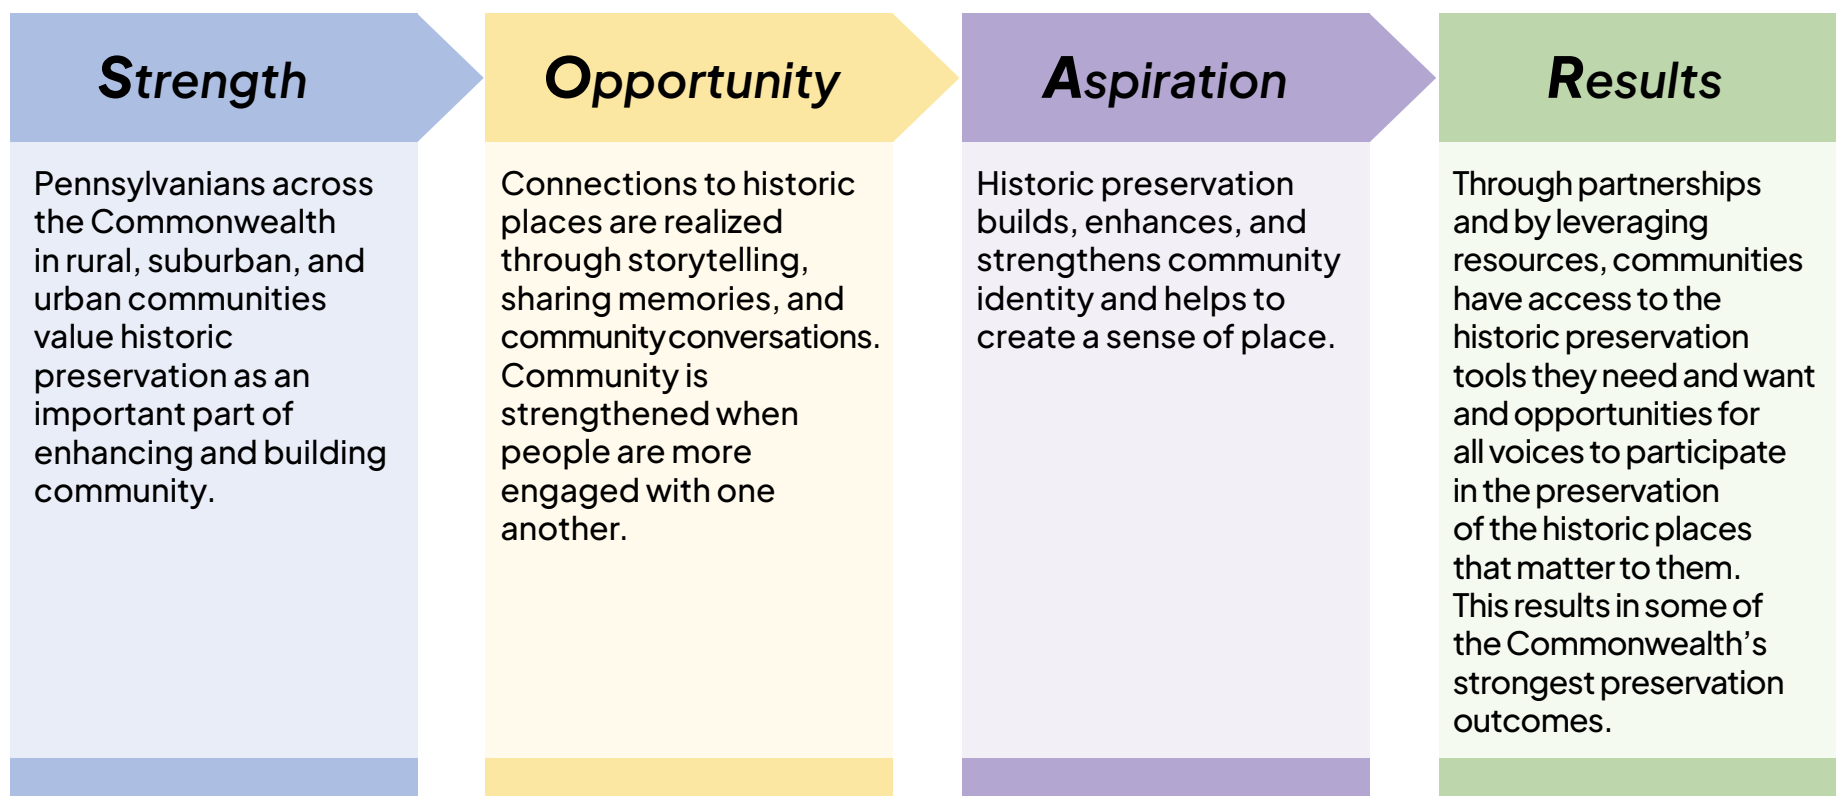 Strength
Pennsylvanians across
the Commonwealth
in rural, suburban, and
urban communities
value historic
preservation as an
important part of
enhancing and building
community.
Opportunity
Connections to historic
places are realized
through storytelling,
sharing memories, and
community conversations.
Community is
strengthened when
people are more
engaged with one
another.
Aspiration
Historic preservation
builds, enhances, and
strengthens community
identity and helps to
create a sense of place.
Results
Through partnerships
and by leveraging
resources, communities
have access to the
historic preservation
tools they need and want
and opportunities for
all voices to participate
in the preservation
of the historic places
that matter to them.
This results in some of
the Commonwealth’s
strongest preservation
outcomes.